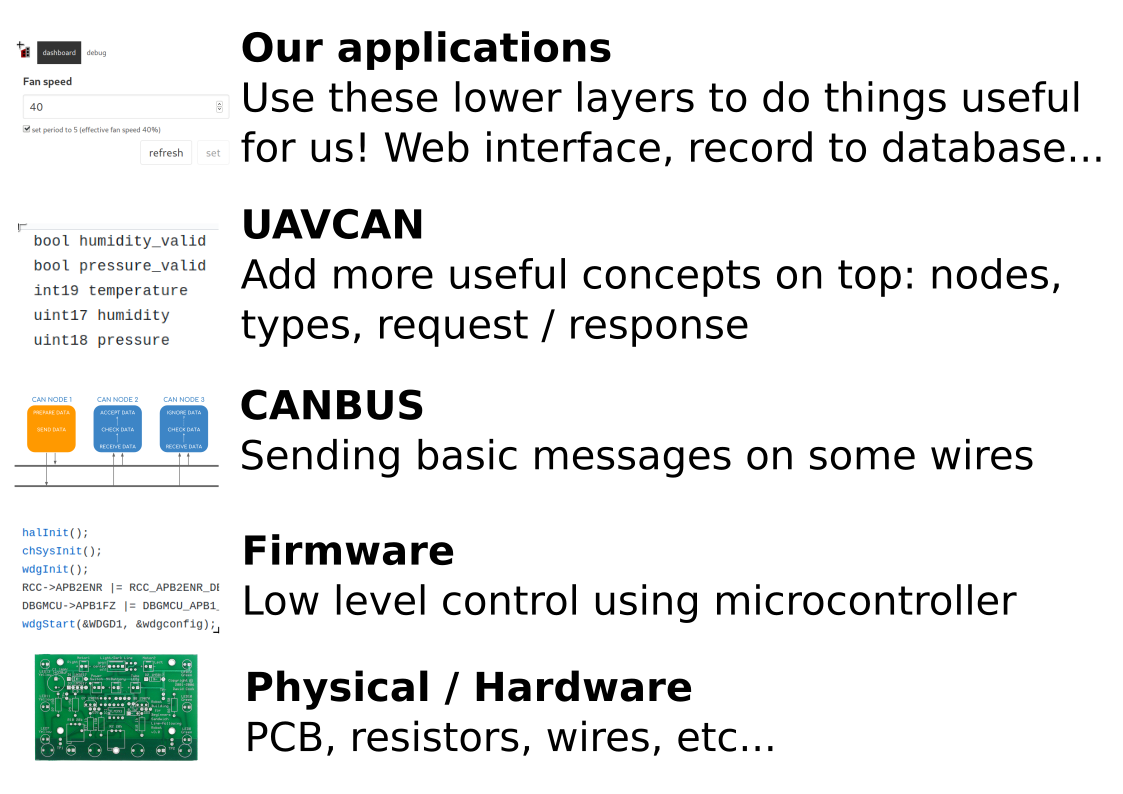 Our applications
Use these lower layers to do things useful
for us! Web interface, record to database...
dashboard debug
Fan speed
40
set period to 5 (effective fan speed 40%)
refresh set
UAVCAN
Add more useful concepts on top: nodes,
types, request / response
bool humidity_valid
bool pressure_valid
int19 temperature
uint17 humidity
uint18 pressure
CANBUS
Sending basic messages on some wires
CAN NODE 1 CAN NODE 2 CAN NODE 3
PREPARE DATA ACCEPT DATA IGNORE DATA
SEND DATA CHECK DATA CHECK DATA
RECEIVE DATA RECEIVE DATA
Firmware
Low level control using microcontroller
halInit();
chSysInit();
wdgInit();
RCC->APB2ENR |= RCC_APB2ENR_DB
DBGMCU->APB1FZ |= DBGMCU_APB1_
wdgStart(&WDGD1, &wdgconfig);
Physical / Hardware
PCB, resistors, wires, etc...